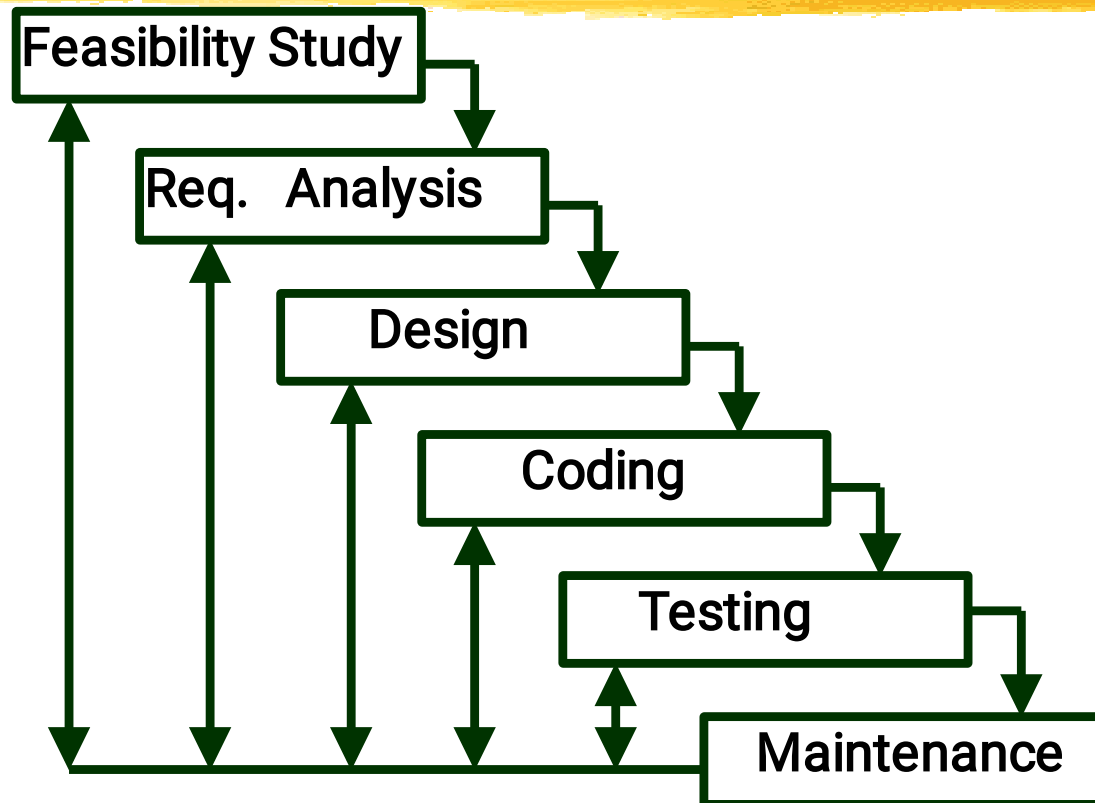 Feasibility Study
Req. Analysis
Design
Coding
Testing
Maintenance